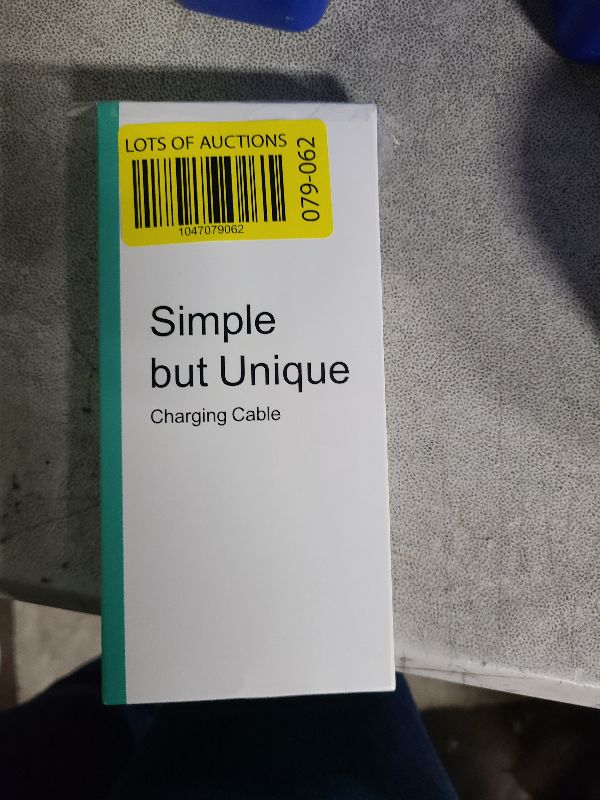 LOTS OF AUCTIONS
079-062
1047079062
Simple
but Unique
Charging Cable